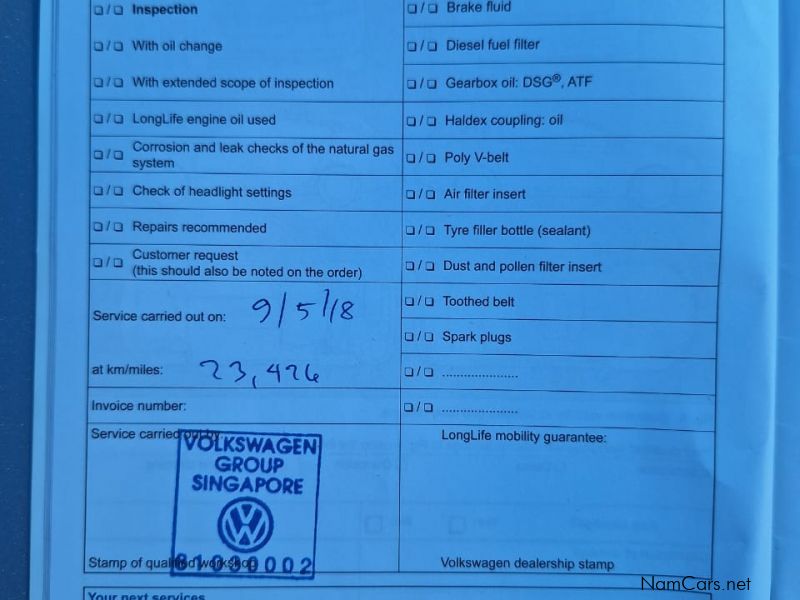 ❏/❏ Inspection
❏/❏ With oil change
❏/❏ With extended scope of inspection
❏/❏ LongLife engine oil used
❏/❏ Corrosion and leak checks of the natural gas
system
❏/❏ Check of headlight settings
❏/❏ Repairs recommended
❏/❏ Customer request
(this should also be noted on the order)
Service carried out on: 9/5/18
at km/miles: 23,426
Invoice number:
Service carried out by:
VOLKSWAGEN
GROUP
SINGAPORE
VW
81030002
Stamp of qualified workshop
❏/❏ Brake fluid
❏/❏ Diesel fuel filter
❏/❏ Gearbox oil: DSG®, ATF
❏/❏ Haldex coupling: oil
❏/❏ Poly V-belt
❏/❏ Air filter insert
❏/❏ Tyre filler bottle (sealant)
❏/❏ Dust and pollen filter insert
❏/❏ Toothed belt
❏/❏ Spark plugs
❏/❏ .....................
❏/❏ .....................
LongLife mobility guarantee:
Volkswagen dealership stamp
Your next services
NamCars.net